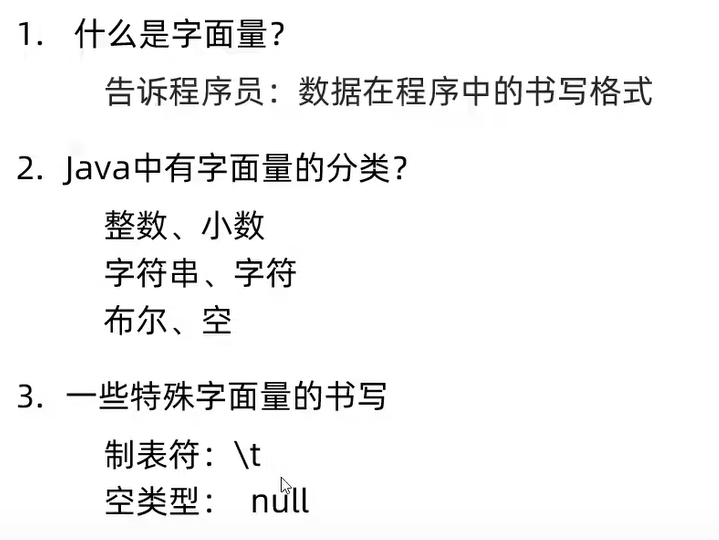 1. 什么是字面量？
告诉程序员：数据在程序中的书写格式
2. Java中有字面量的分类？
整数、小数
字符串、字符
布尔、空
3. 一些特殊字面量的书写
制表符：\t
空类型： null